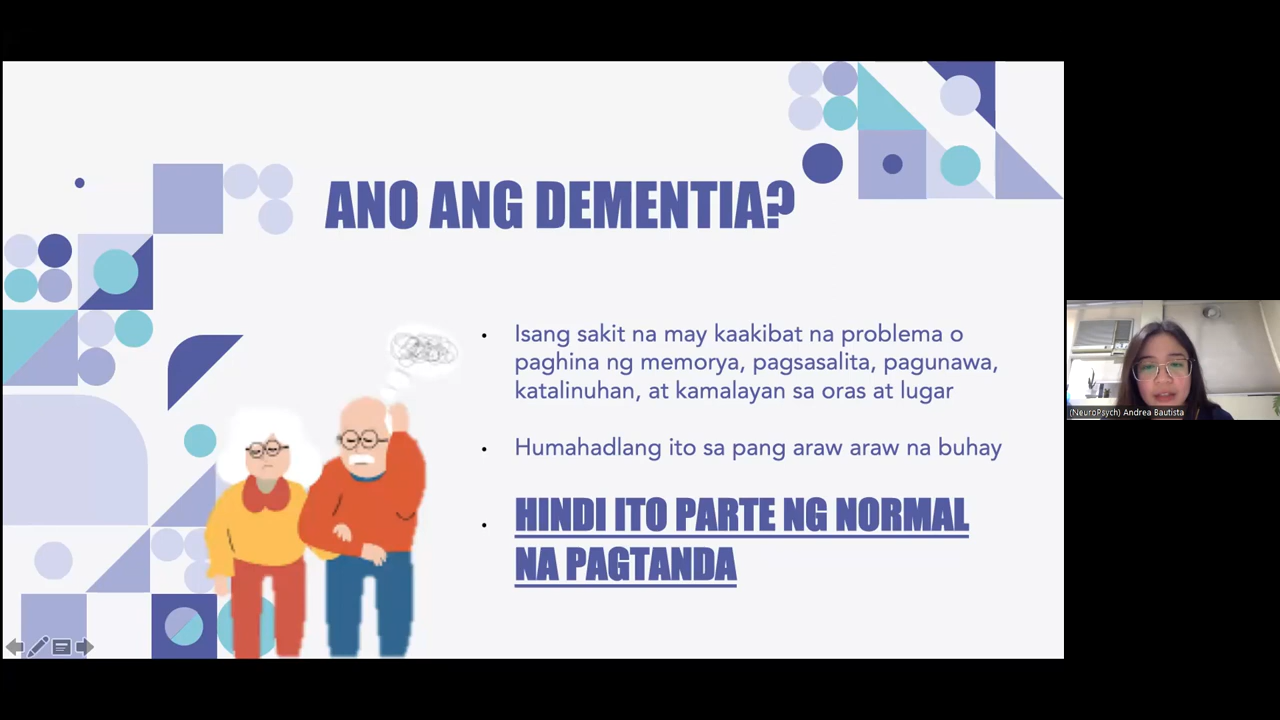 ANO ANG DEMENTIA?
• Isang sakit na may kaakibat na problema o
paghina ng memorya, pagsasalita, pagunawa,
katalinuhan, at kamalayan sa oras at lugar
• Humahadlang ito sa pang araw araw na buhay
• HINDI ITO PARTE NG NORMAL
NA PAGTANDA
(NeuroPsych) Andrea Bautista